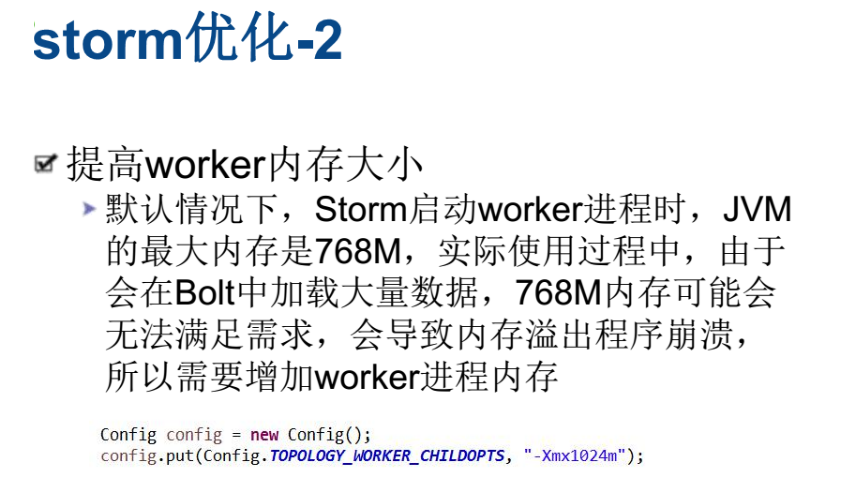 storm优化-2
提高worker内存大小
默认情况下，Storm启动worker进程时，JVM
的最大内存是768M，实际使用过程中，由于
会在Bolt中加载大量数据，768M内存可能会
无法满足需求，会导致内存溢出程序崩溃，
所以需要增加worker进程内存
Config config = new Config();
config.put(Config.TOPOLOGY_WORKER_CHILDOPTS, "-Xmx1024m");